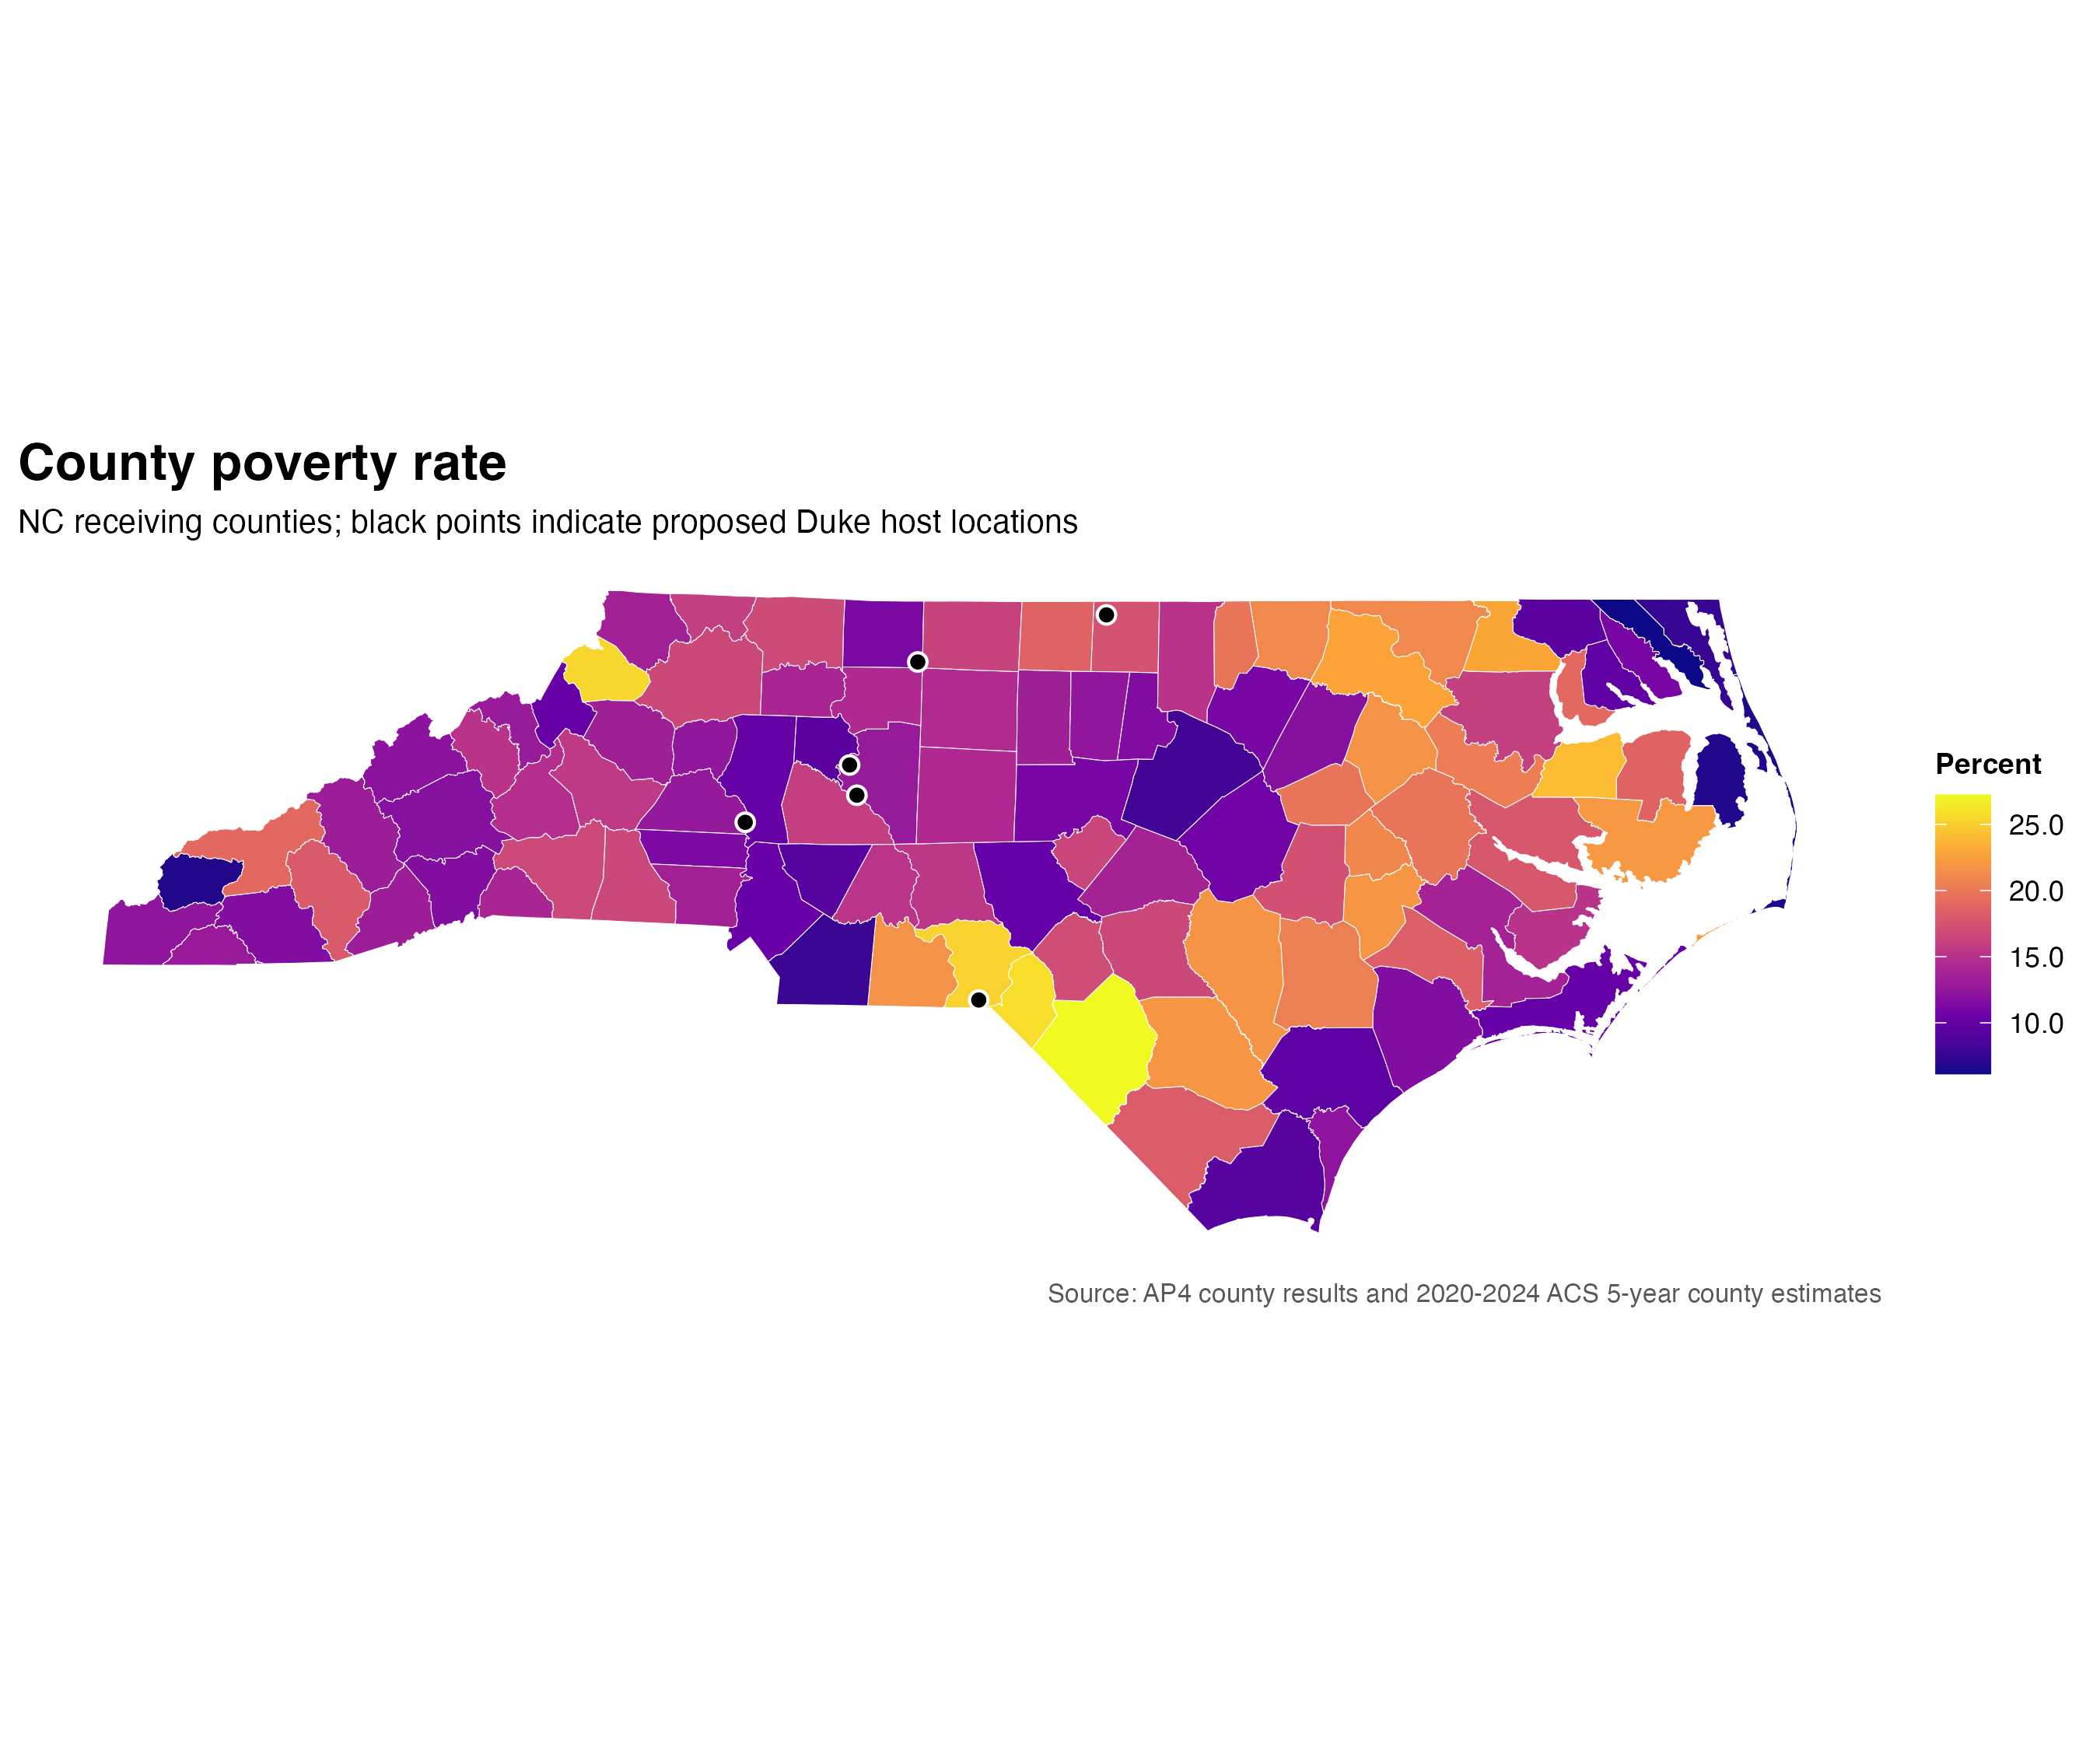 County poverty rate
NC receiving counties; black points indicate proposed Duke host locations
Percent
25.0
20.0
15.0
10.0
Source: AP4 county results and 2020-2024 ACS 5-year county estimates